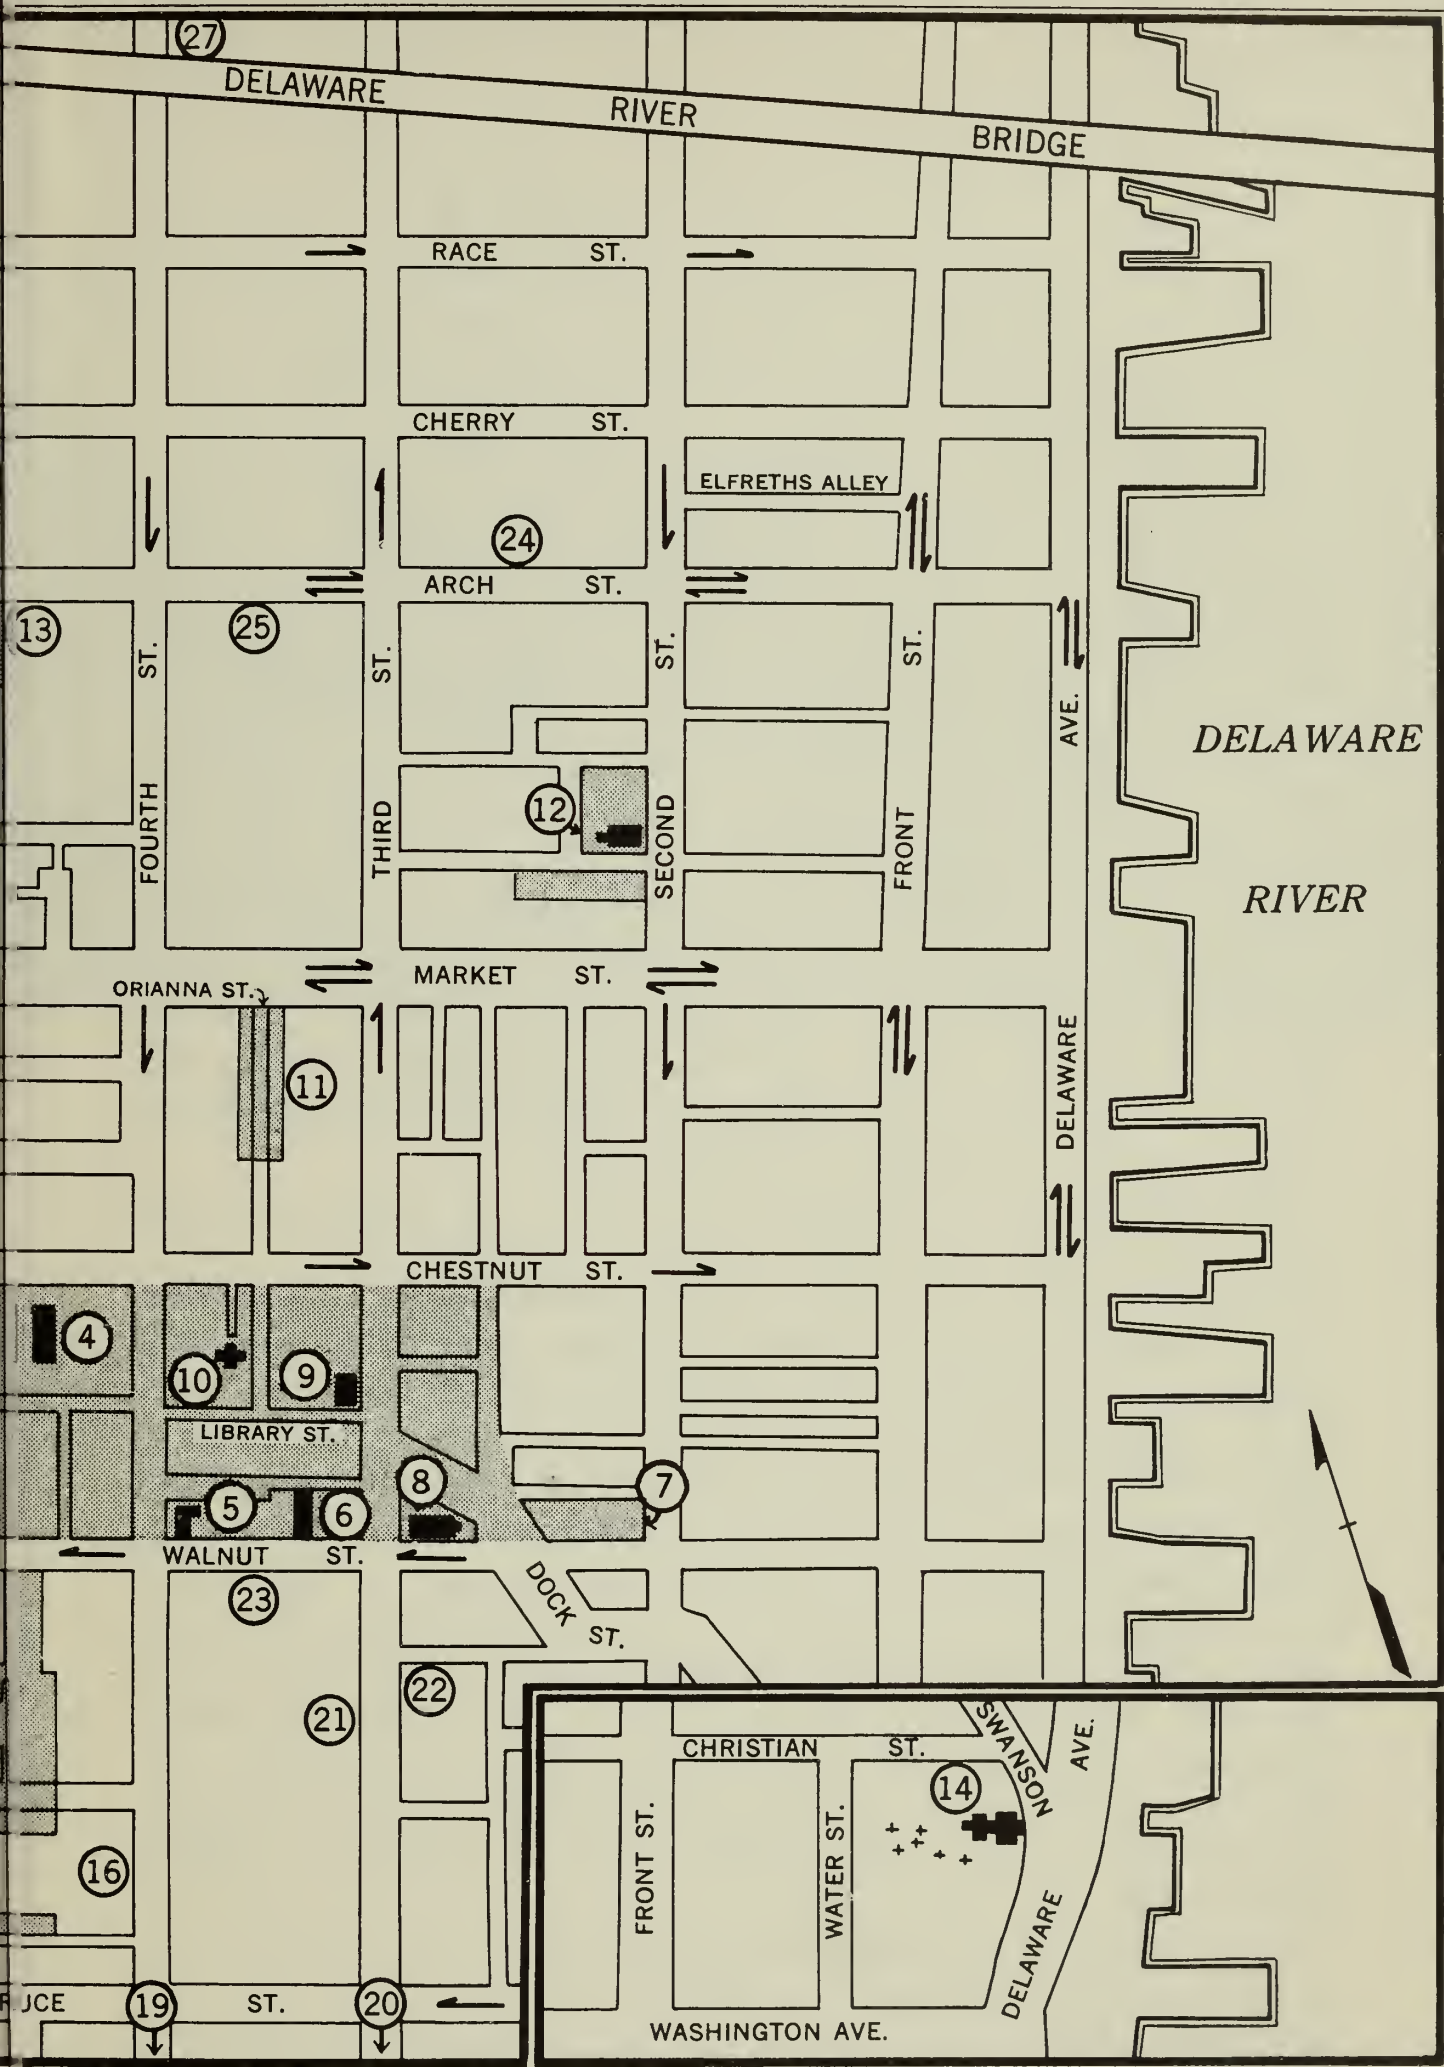 27
DELAWARE RIVER BRIDGE
RACE ST.
CHERRY ST.
ELFRETHS ALLEY
24
ARCH ST.
13
25
ST.
ST.
ST.
ST.
AVE.
DELAWARE
RIVER
12
FOURTH
THIRD
SECOND
FRONT
MARKET ST.
ORIANNA ST.
11
DELAWARE
CHESTNUT ST.
4
10
9
LIBRARY ST.
8
7
5
6
WALNUT ST.
23
DOCK ST.
22
21
SWANSON
AVE.
CHRISTIAN ST.
14
FRONT ST.
WATER ST.
16
DELAWARE
RUCE ST.
19
20
WASHINGTON AVE.